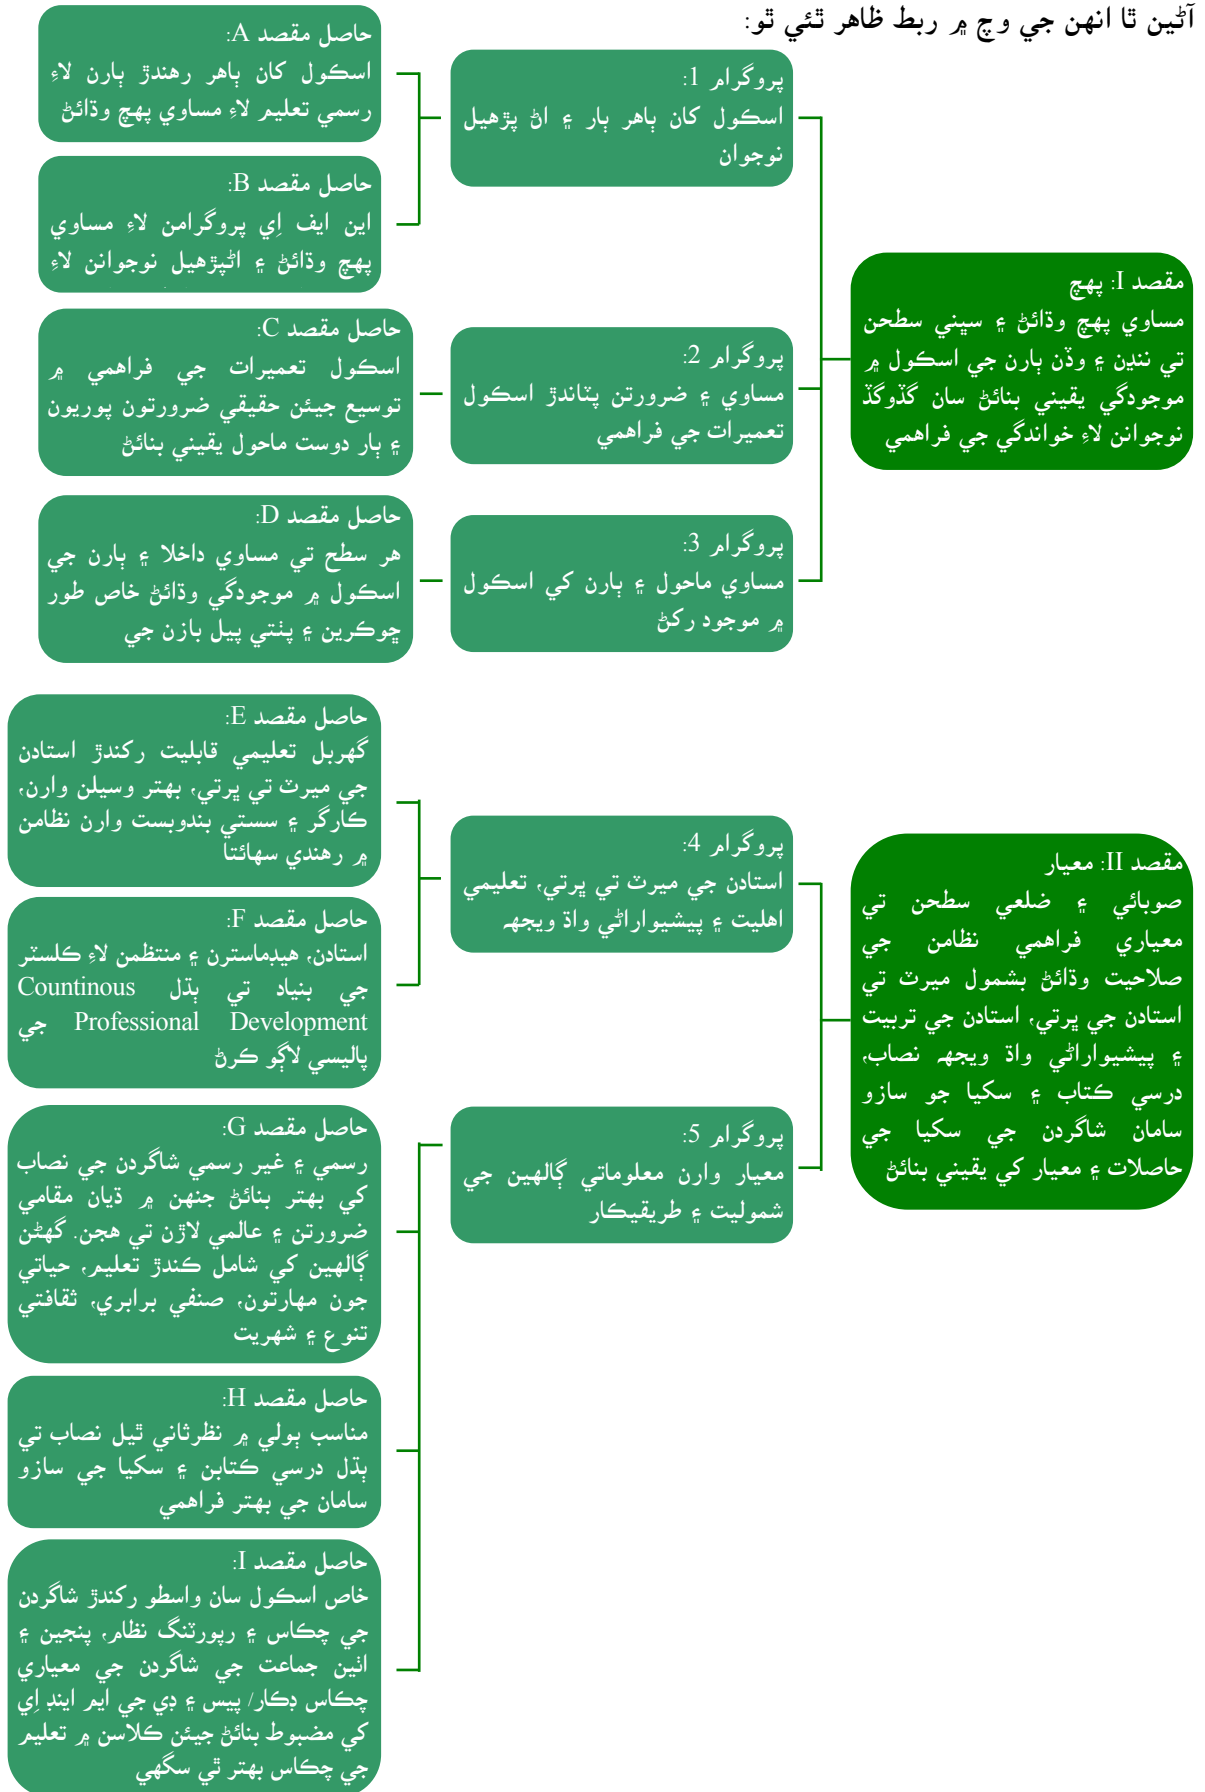 آڻين ٿا انهن جي وچ ۾ ربط ظاهر ٿئي ٿو:
مقصد I: پهچ
مساوي پهچ وڌائڻ ۽ سڀني سطحن
تي ننڍن ۽ وڏن ٻارن جي اسڪول ۾
موجودگي يقيني بنائڻ سان گڏوگڏ
نوجوانن لاءِ خواندگي جي فراهمي
پروگرام 1:
اسڪول کان ٻاهر ٻار ۽ اڻ پڙهيل
نوجوان
حاصل مقصد A:
اسڪول کان ٻاهر رهندڙ ٻارن لاءِ
رسمي تعليم لاءِ مساوي پهچ وڌائڻ
حاصل مقصد B:
اين ايف اِي پروگرامن لاءِ مساوي
پهچ وڌائڻ ۽ اڻپڙهيل نوجوانن لاءِ
پروگرام 2:
مساوي ۽ ضرورتن پٽاندڙ اسڪول
تعميرات جي فراهمي
حاصل مقصد C:
اسڪول تعميرات جي فراهمي ۾
توسيع جيئن حقيقي ضرورتون پوريون
۽ ٻار دوست ماحول يقيني بنائڻ
پروگرام 3:
مساوي ماحول ۽ ٻارن کي اسڪول
۾ موجود رکڻ
حاصل مقصد D:
هر سطح تي مساوي داخلا ۽ ٻارن جي
اسڪول ۾ موجودگي وڌائڻ خاص طور
ڇوڪرين ۽ پٺتي پيل بازن جي
مقصد II: معيار
صوبائي ۽ ضلعي سطحن تي
معياري فراهمي نظامن جي
صلاحيت وڌائڻ بشمول ميرٽ تي
استادن جي ڀرتي، استادن جي تربيت
۽ پيشيواراڻي واڌ ويجهہ نصاب،
درسي ڪتاب ۽ سکيا جو سازو
سامان شاگردن جي سکيا جي
حاصلات ۽ معيار کي يقيني بنائڻ
پروگرام 4:
استادن جي ميرٽ تي ڀرتي، تعليمي
اهليت ۽ پيشيواراڻي واڌ ويجهہ
حاصل مقصد E:
گهربل تعليمي قابليت رکندڙ استادن
جي ميرٽ تي ڀرتي، بهتر وسيلن وارن،
ڪارگر ۽ سستي بندوبست وارن نظامن
۾ رهندي سهائتا
حاصل مقصد F:
استادن، هيڊماسترن ۽ منتظمن لاءِ ڪلسٽر
جي بنياد تي ٻڌل Countinous
Professional Development جي
پاليسي لاڳو ڪرڻ
پروگرام 5:
معيار وارن معلوماتي ڳالهين جي
شموليت ۽ طريقيڪار
حاصل مقصد G:
رسمي ۽ غير رسمي شاگردن جي نصاب
کي بهتر بنائڻ جنهن ۾ ڌيان مقامي
ضرورتن ۽ عالمي لاڙن تي هجن. گهڻن
ڳالهين کي شامل ڪندڙ تعليم، حياتي
جون مهارتون، صنفي برابري، ثقافتي
تنوع ۽ شهريت
حاصل مقصد H:
مناسب ٻولي ۾ نظرثاني ٿيل نصاب تي
ٻڌل درسي ڪتابن ۽ سکيا جي سازو
سامان جي بهتر فراهمي
حاصل مقصد I:
خاص اسڪول سان واسطو رکندڙ شاگردن
جي چڪاس ۽ رپورٽنگ نظام، پنجين ۽
اٺين جماعت جي شاگردن جي معياري
چڪاس ڊڪار/ پيس ۽ ڊي جي ايم اينڊ اِي
کي مضبوط بنائڻ جيئن ڪلاسن ۾ تعليم
جي چڪاس بهتر ٿي سگهي